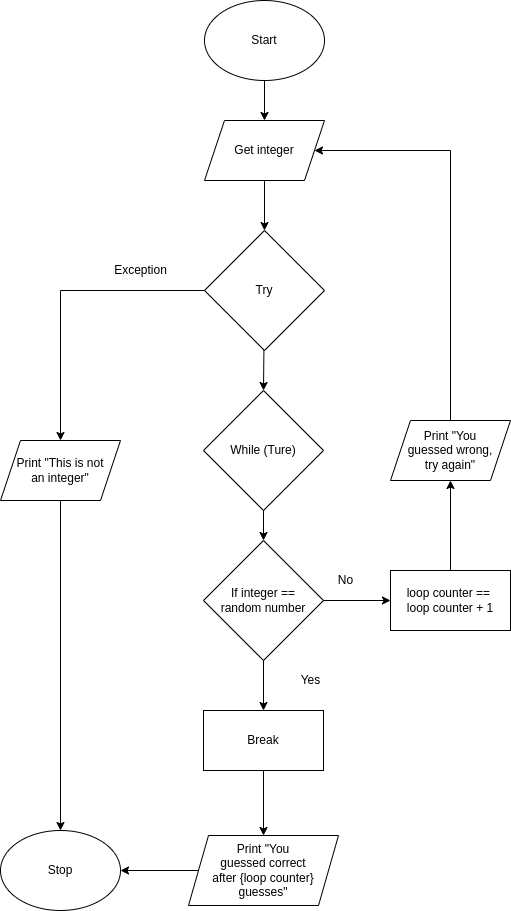 Start
Get integer
Exception
Try
While (Ture)
Print "You
guessed wrong,
try again"
Print "This is not
an integer"
If integer ==
random number
No
loop counter ==
loop counter + 1
Yes
Break
Print "You
guessed correct
after {loop counter}
guesses"
Stop